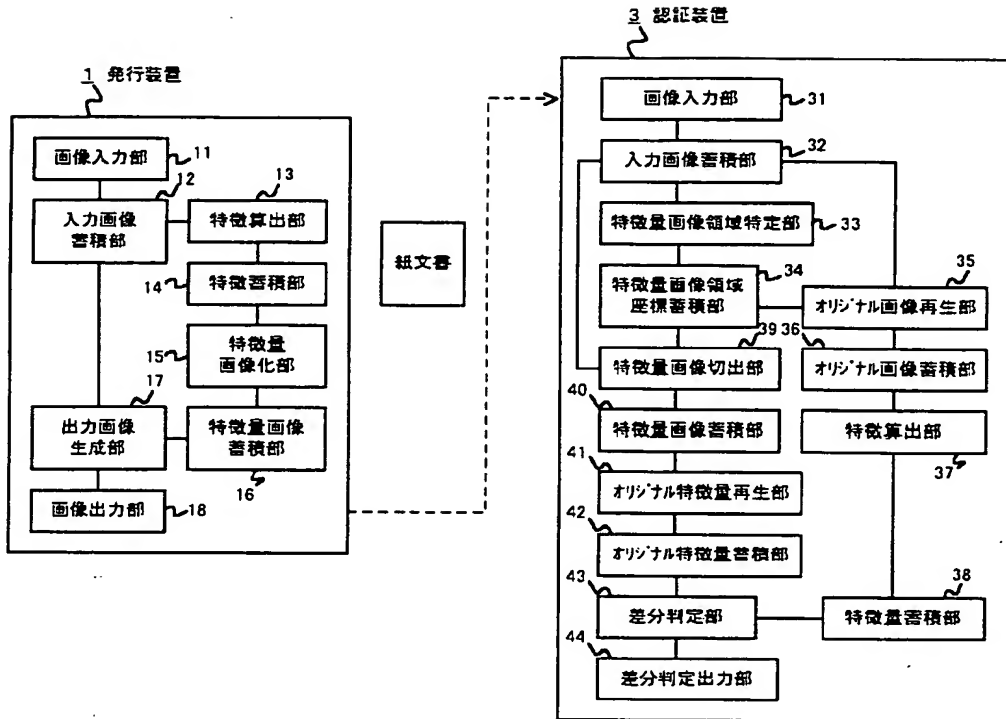 1 発行装置
画像入力部
11
12
入力画像
蓄積部
13
特徴算出部
14
特徴蓄積部
15
特徴量
画像化部
17
出力画像
生成部
特徴量画像
蓄積部
16
画像出力部
18
紙文書
3 認証装置
画像入力部
31
入力画像蓄積部
32
特徴量画像領域特定部
33
特徴量画像領域
座標蓄積部
34
35
オリジナル画像再生部
39
特徴量画像切出部
36
オリジナル画像蓄積部
40
特徴量画像蓄積部
特徴算出部
37
41
オリジナル特徴量再生部
42
オリジナル特徴量蓄積部
43
差分判定部
38
特徴量蓄積部
44
差分判定出力部